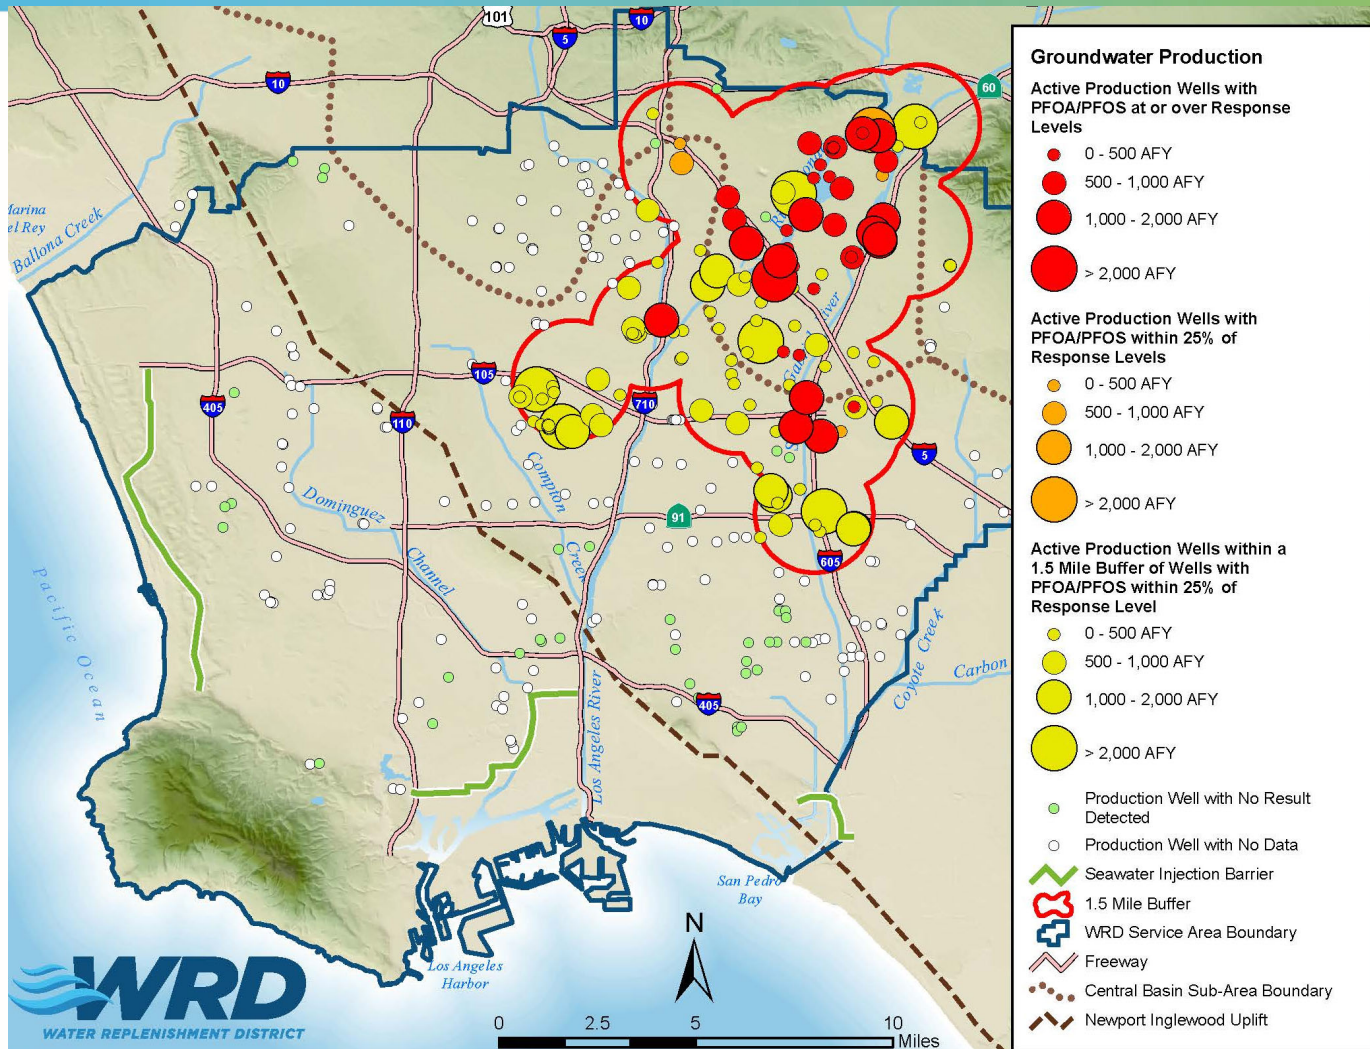 Groundwater Production
Active Production Wells with
PFOA/PFOS at or over Response
Levels
0 - 500 AFY
500 - 1,000 AFY
1,000 - 2,000 AFY
> 2,000 AFY
Active Production Wells with
PFOA/PFOS within 25% of
Response Levels
0 - 500 AFY
500 - 1,000 AFY
1,000 - 2,000 AFY
> 2,000 AFY
Active Production Wells within a
1.5 Mile Buffer of Wells with
PFOA/PFOS within 25% of
Response Level
0 - 500 AFY
500 - 1,000 AFY
1,000 - 2,000 AFY
> 2,000 AFY
Production Well with No Result
Detected
Production Well with No Data
Seawater Injection Barrier
1.5 Mile Buffer
WRD Service Area Boundary
Freeway
Central Basin Sub-Area Boundary
Newport Inglewood Uplift
101
10
5
10
60
Marina
el Rey
Ballona Creek
River
105
405
110
710
5
Compton
Creek
Dominguez
Channel
91
605
Pacific Ocean
Coyote Creek
Carbon
405
Los Angeles River
San Pedro
Bay
Los Angeles
Harbor
N
WRD
WATER REPLENISHMENT DISTRICT
0
2.5
5
10
Miles